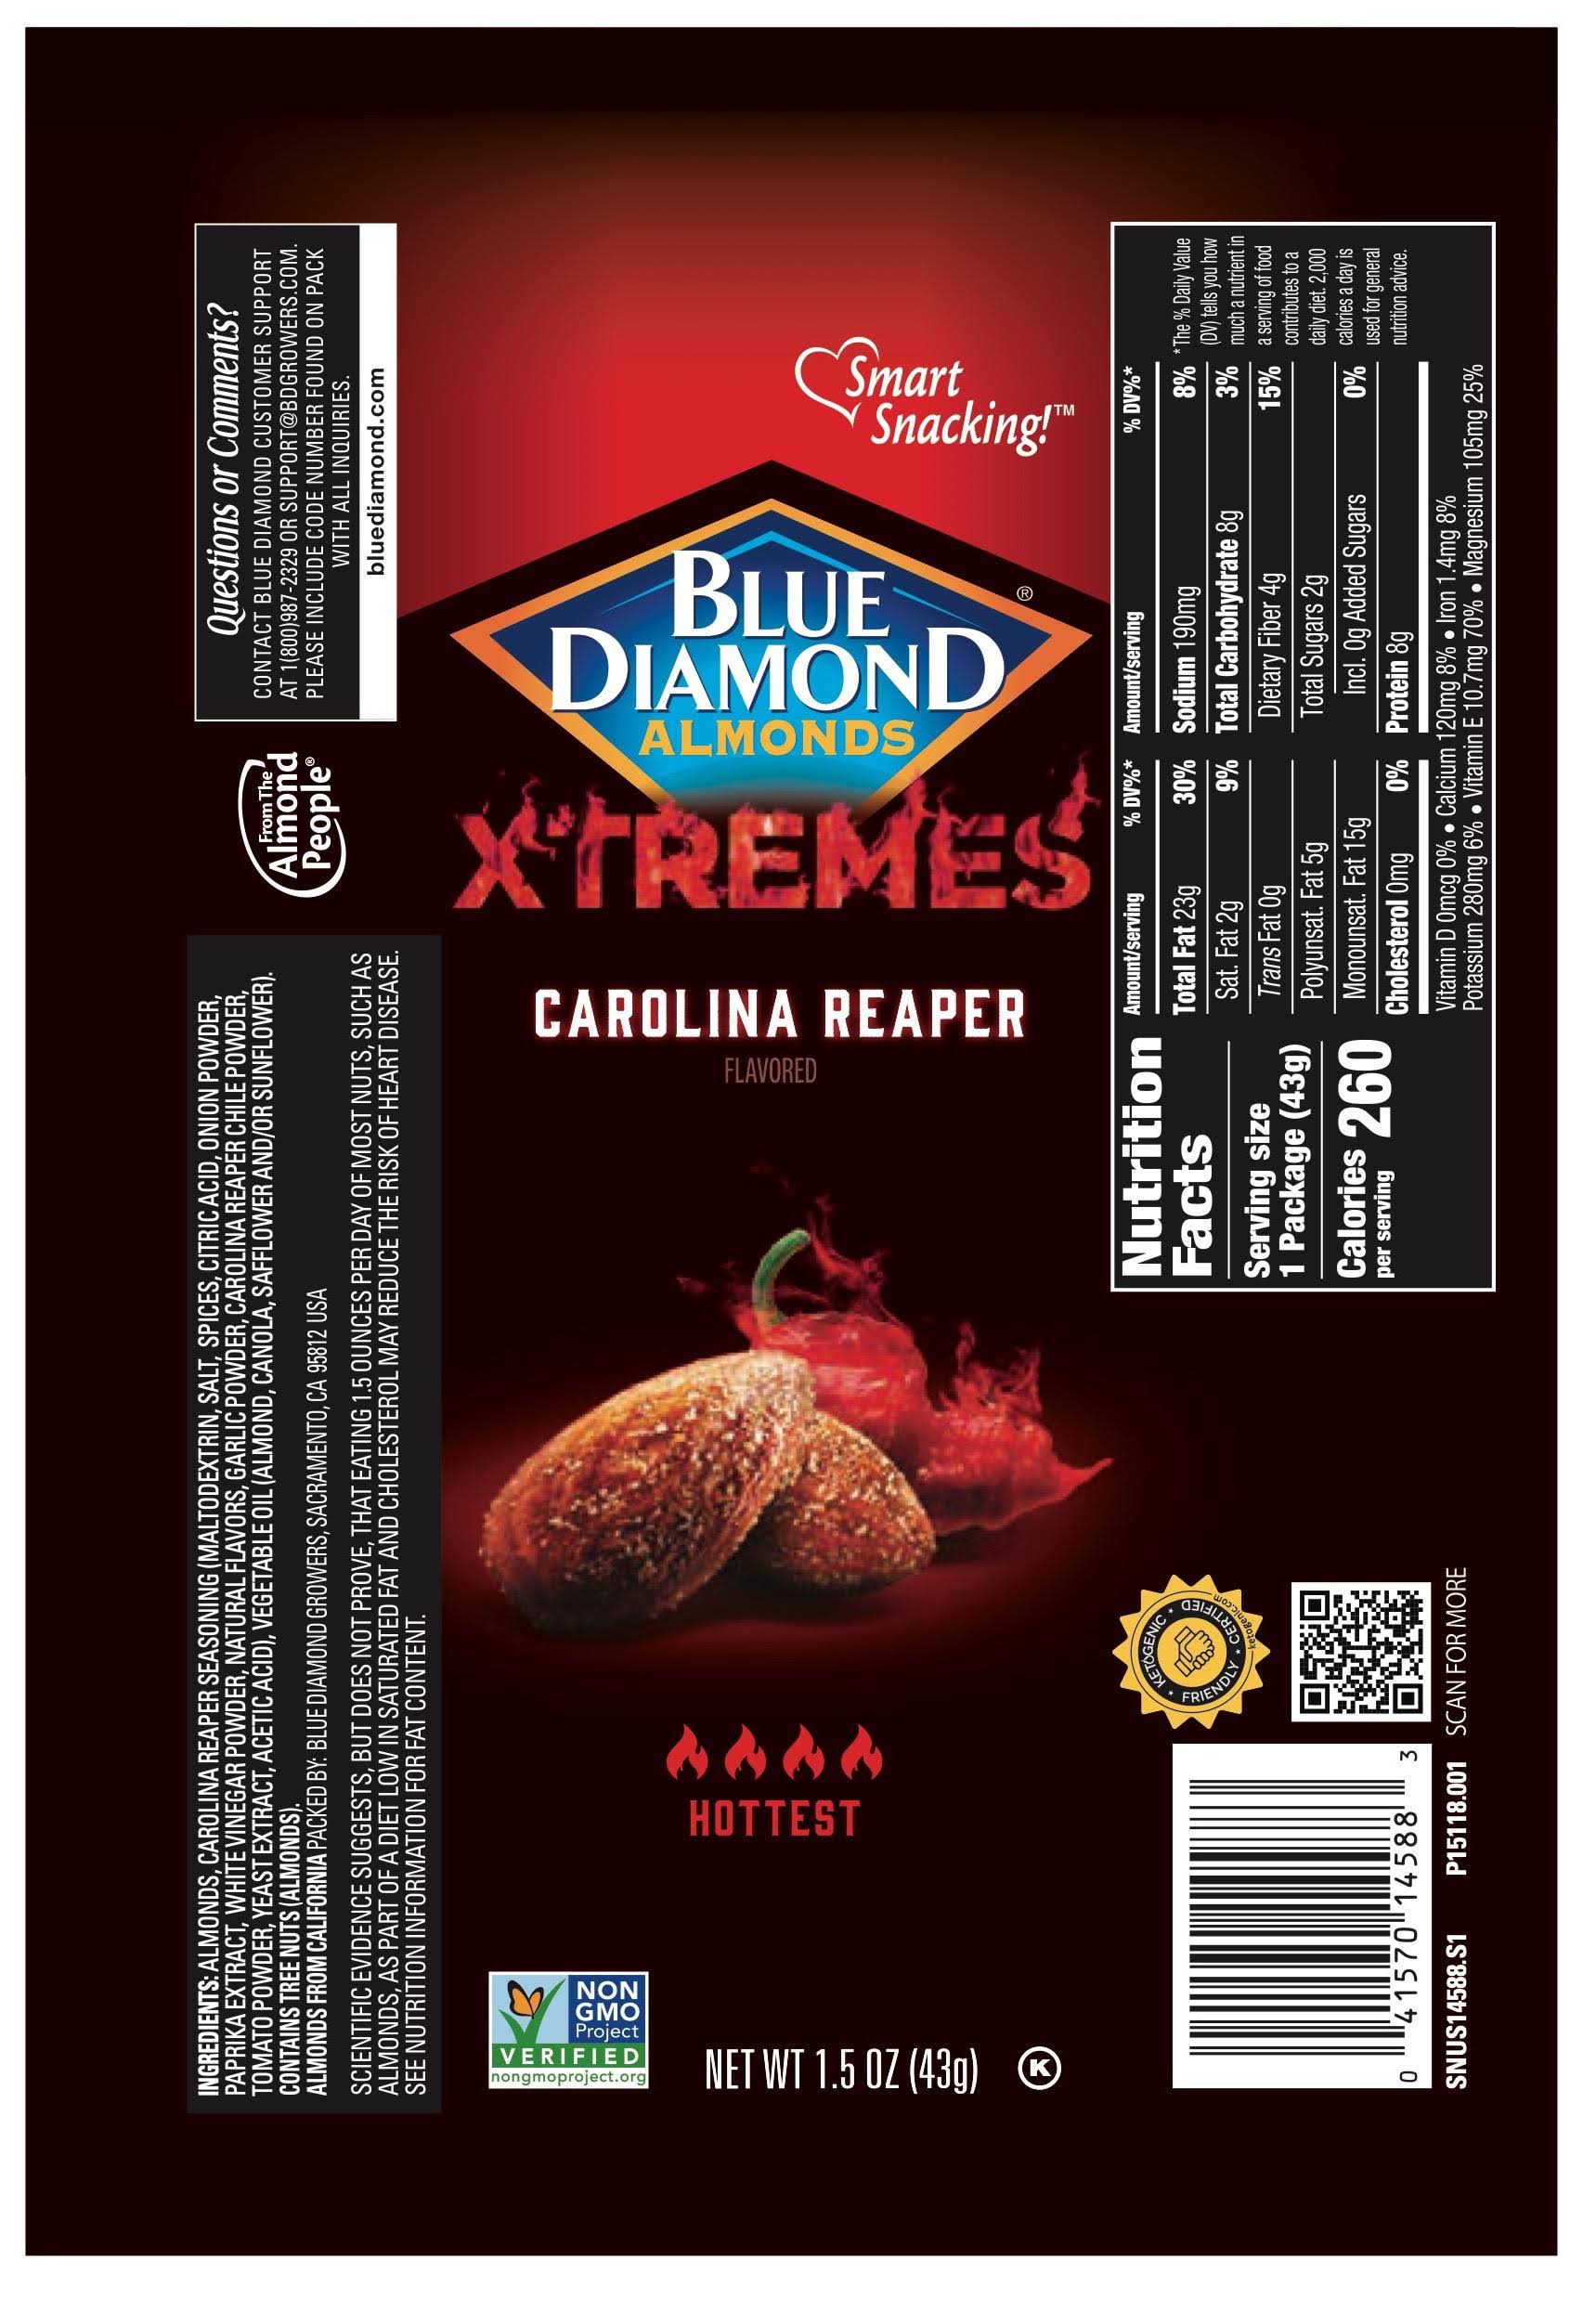 Smart
Snacking!™
BLUE
DIAMOND
®
ALMONDS
XTREMES
CAROLINA REAPER
FLAVORED
HOTTEST
NON
GMO
Project
VERIFIED
nongmoproject.org
NET WT 1.5 OZ (43g)
K
INGREDIENTS: ALMONDS, CAROLINA REAPER SEASONING (MALTODEXTRIN, SALT, SPICES, CITRIC ACID, ONION POWDER,
PAPRIKA EXTRACT, WHITE VINEGAR POWDER, NATURAL FLAVORS, GARLIC POWDER, CAROLINA REAPER CHILE POWDER,
TOMATO POWDER, YEAST EXTRACT, ACETIC ACID), VEGETABLE OIL (ALMOND, CANOLA, SAFFLOWER AND/OR SUNFLOWER).
CONTAINS TREE NUTS (ALMONDS).
ALMONDS FROM CALIFORNIA PACKED BY: BLUE DIAMOND GROWERS, SACRAMENTO, CA 95812 USA
SCIENTIFIC EVIDENCE SUGGESTS, BUT DOES NOT PROVE, THAT EATING 1.5 OUNCES PER DAY OF MOST NUTS, SUCH AS
ALMONDS, AS PART OF A DIET LOW IN SATURATED FAT AND CHOLESTEROL MAY REDUCE THE RISK OF HEART DISEASE.
SEE NUTRITION INFORMATION FOR FAT CONTENT.
From The
Almond
People®
Questions or Comments?
CONTACT BLUE DIAMOND CUSTOMER SUPPORT
AT 1(800)987-2329 OR SUPPORT@BDGROWERS.COM.
PLEASE INCLUDE CODE NUMBER FOUND ON PACK
WITH ALL INQUIRIES.
bluediamond.com
Nutrition
Facts
Serving size
1 Package (43g)
Calories 260
per serving
Amount/serving % DV%*
Total Fat 23g 30%
Sat. Fat 2g 9%
Trans Fat 0g
Polyunsat. Fat 5g
Monounsat. Fat 15g
Cholesterol 0mg 0%
Amount/serving % DV%*
Sodium 190mg 8%
Total Carbohydrate 8g 3%
Dietary Fiber 4g 15%
Total Sugars 2g
Incl. 0g Added Sugars 0%
Protein 8g
*The % Daily Value
(DV) tells you how
much a nutrient in
a serving of food
contributes to a
daily diet. 2,000
calories a day is
used for general
nutrition advice.
Vitamin D 0mcg 0% • Calcium 120mg 8% • Iron 1.4mg 8%
Potassium 280mg 6% • Vitamin E 10.7mg 70% • Magnesium 105mg 25%
KETOGENIC
FRIENDLY
CERTIFIED
ketogenic.com
SCAN FOR MORE
0 41570 14588 3
SNUS14588.S1 P15118.001